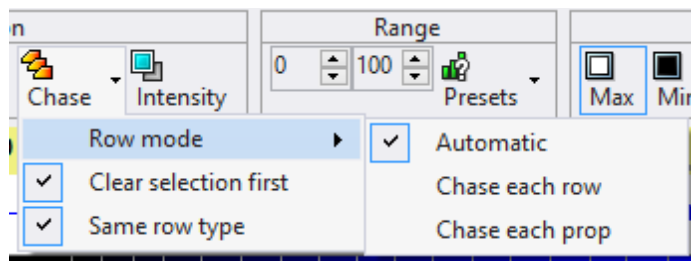 n
Range
0
100
Chase
Intensity
Presets
Max
Row mode
Automatic
Clear selection first
Chase each row
Same row type
Chase each prop